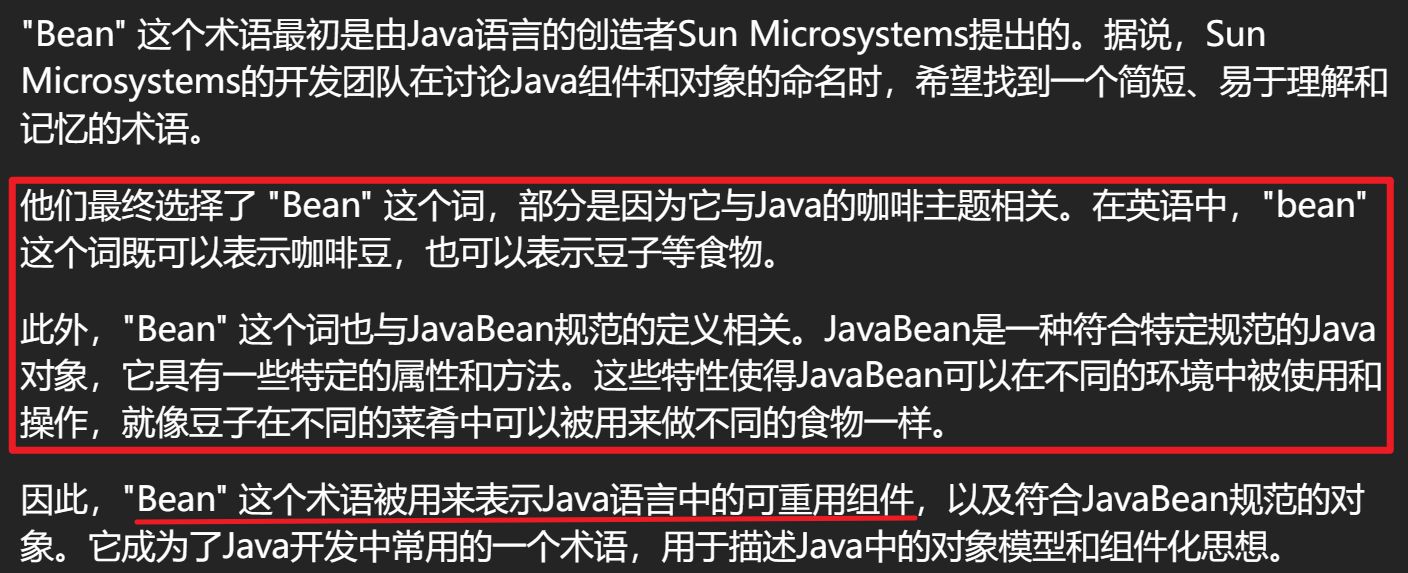 "Bean" 这个术语最初是由Java语言的创造者Sun Microsystems提出的。据说，Sun
Microsystems的开发团队在讨论Java组件和对象的命名时，希望找到一个简短、易于理解和
记忆的术语。
他们最终选择了 "Bean" 这个词，部分是因为它与Java的咖啡主题相关。在英语中，"bean"
这个词既可以表示咖啡豆，也可以表示豆子等食物。
此外，"Bean" 这个词也与JavaBean规范的定义相关。JavaBean是一种符合特定规范的Java
对象，它具有一些特定的属性和方法。这些特性使得JavaBean可以在不同的环境中被使用和
操作，就像豆子在不同的菜肴中可以被用来做不同的食物一样。
因此，"Bean" 这个术语被用来表示Java语言中的可重用组件，以及符合JavaBean规范的对
象。它成为了Java开发中常用的一个术语，用于描述Java中的对象模型和组件化思想。